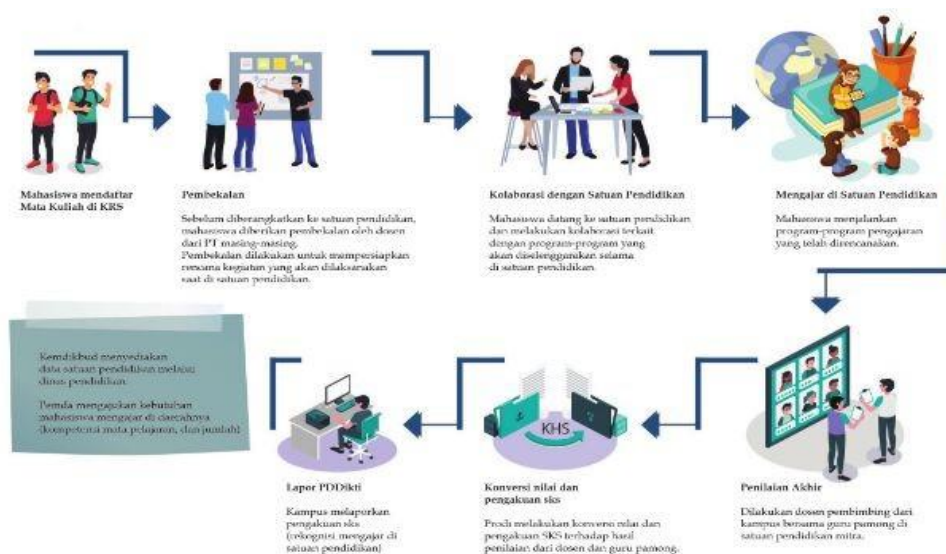 Mahasiswa mendaftar
Mata Kuliah di KRS
Pembekalan
Sebelum diberangkatkan ke satuan pendidikan,
mahasiswa diberikan pembekalan oleh dosen
dari PT masing-masing.
Pembekalan dilakukan untuk mempersiapkan
rencana kegiatan yang akan dilaksanakan
saat di satuan pendidikan.
Kolaborasi dengan Satuan Pendidikan
Mahasiswa datang ke satuan pendidikan
dan melakukan kolaborasi terkait
dengan program-program yang
akan diselenggarakan selama
di satuan pendidikan
Mengajar di Satuan Pendidikan
Mahasiswa menjalankan
program-program pengajaran
yang telah direncanakan.
Kemdikbud menyediakan
data satuan pendidikan melalui
dinas pendidikan.
Pemda mengajukan kebutuhan
mahasiswa mengajar di daerahnya
(kompetensi mata pelajaran, dan jumlah)
Lapor PDDikti
Kampus melaporkan
pengakuan sks
(rekognisi mengajar di
satuan pendidikan)
KHS
Konversi nilai dan
pengakuan sks
Prodi melakukan konversi nilai dan
pengakuan SKS terhadap hasil
penilaian dari dosen dan guru pamong.
Penilaian Akhir
Dilakukan dosen pembimbing dari
kampus bersama guru pamong di
satuan pendidikan mitra.